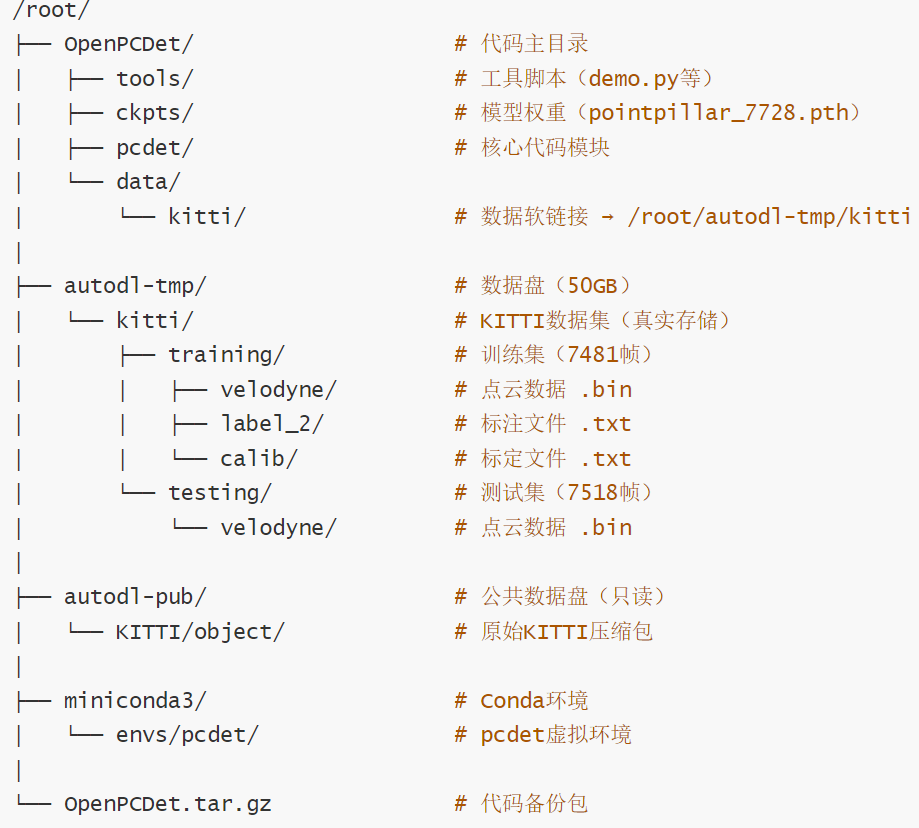 /root/
├── OpenPCDet/                    # 代码主目录
│   ├── tools/                    # 工具脚本（demo.py等）
│   ├── ckpts/                    # 模型权重（pointpillar_7728.pth）
│   ├── pcdet/                    # 核心代码模块
│   └── data/
│       └── kitti/                # 数据软链接 → /root/autodl-tmp/kitti
│
├── autodl-tmp/                   # 数据盘（50GB）
│   └── kitti/                    # KITTI数据集（真实存储）
│       ├── training/             # 训练集（7481帧）
│       │   ├── velodyne/         # 点云数据 .bin
│       │   ├── label_2/          # 标注文件 .txt
│       │   └── calib/            # 标定文件 .txt
│       └── testing/              # 测试集（7518帧）
│           └── velodyne/         # 点云数据 .bin
│
├── autodl-pub/                   # 公共数据盘（只读）
│   └── KITTI/object/             # 原始KITTI压缩包
│
├── miniconda3/                   # Conda环境
│   └── envs/pcdet/               # pcdet虚拟环境
│
└── OpenPCDet.tar.gz              # 代码备份包